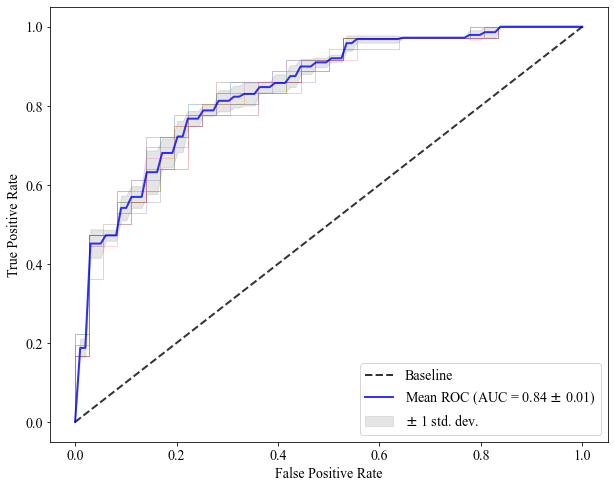 1.0
0.8
0.6
0.4
0.2
0.0
True Positive Rate
0.0 0.2 0.4 0.6 0.8 1.0
False Positive Rate
Baseline
Mean ROC (AUC = 0.84 ± 0.01)
± 1 std. dev.